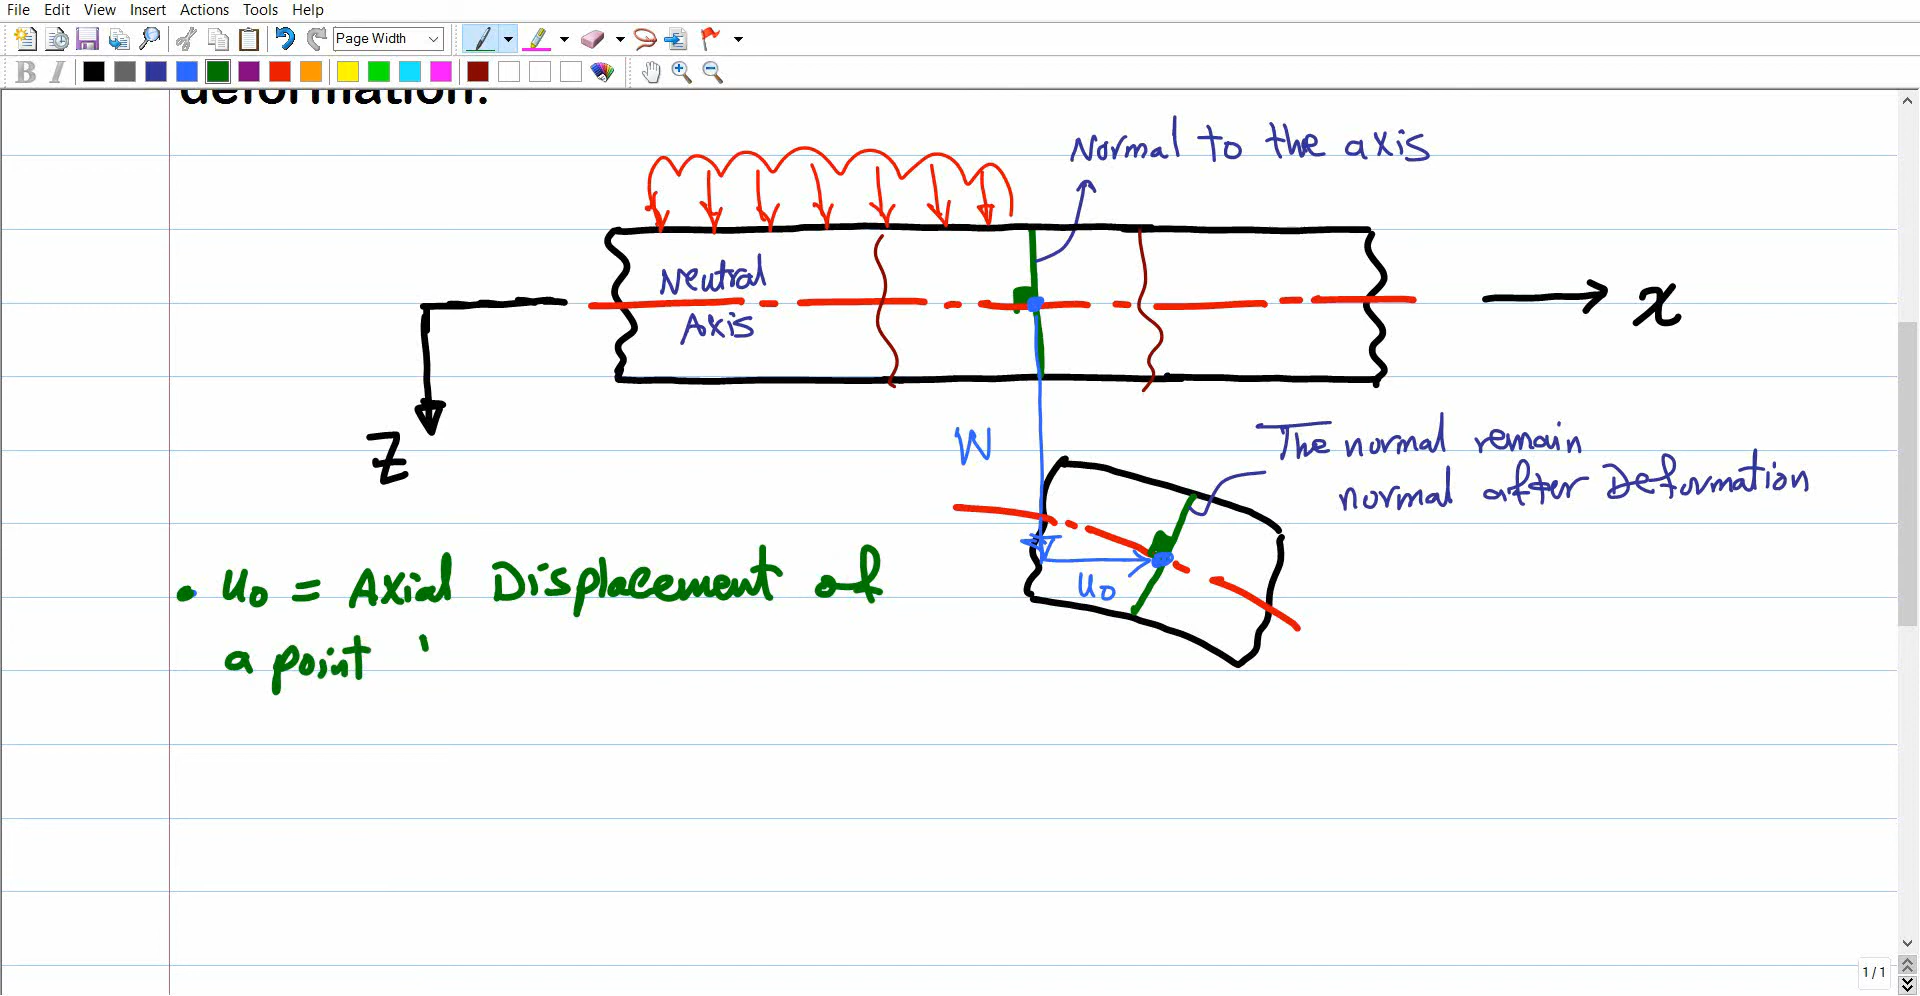 File Edit View Insert Actions Tools Help
Page Width
B I
deformation.
Normal to the axis
Neutral
Axis
x
Z
W
The normal remain
normal after Deformation
u₀
• u₀ = Axial Displacement of
a point
1 / 1